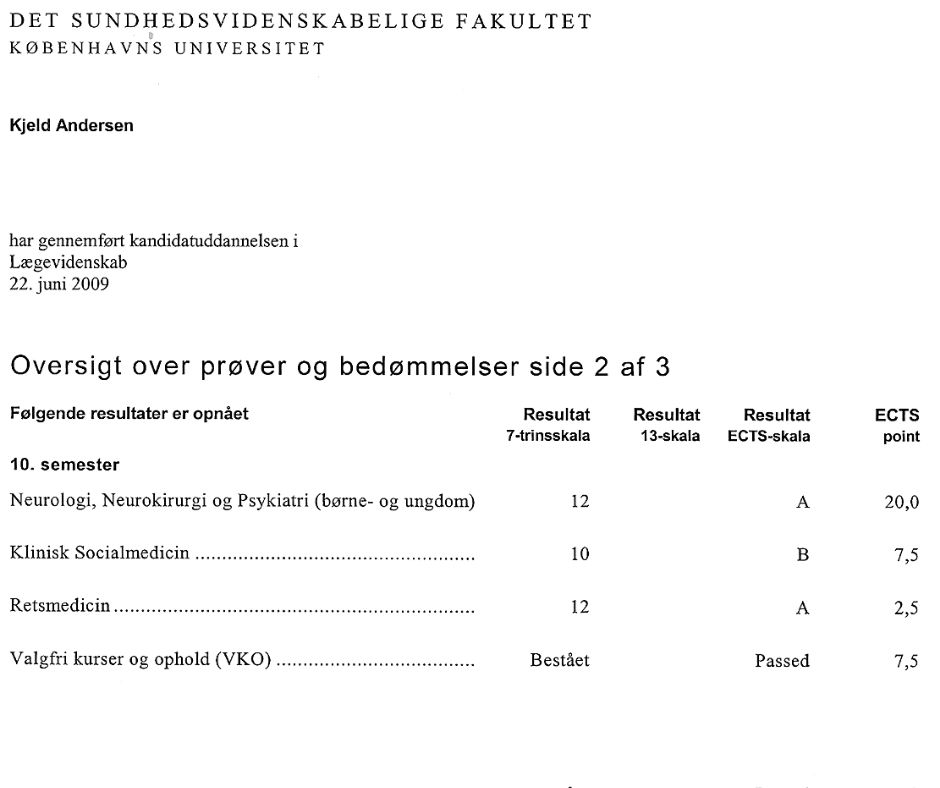 DET SUNDHEDSVIDENSKABELIGE FAKULTET
KØBENHAVNS UNIVERSITET
Kjeld Andersen
har gennemført kandidatuddannelsen i
Lægevidenskab
22. juni 2009
Oversigt over prøver og bedømmelser side 2 af 3
Følgende resultater er opnået Resultat Resultat Resultat ECTS
7-trinsskala 13-skala ECTS-skala point
10. semester
Neurologi, Neurokirurgi og Psykiatri (børne- og ungdom) 12 A 20,0
Klinisk Socialmedicin .................................................... 10 B 7,5
Retsmedicin ................................................................... 12 A 2,5
Valgfri kurser og ophold (VKO) ..................................... Bestået Passed 7,5